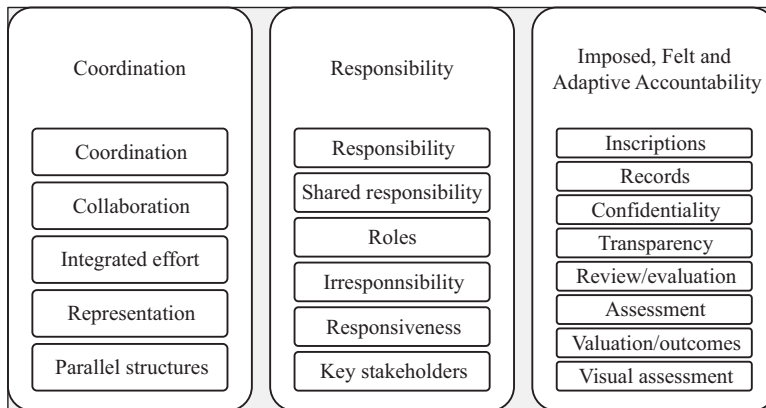 Coordination
Coordination
Collaboration
Integrated effort
Representation
Parallel structures
Responsibility
Responsibility
Shared responsibility
Roles
Irresponnsibility
Responsiveness
Key stakeholders
Imposed, Felt and
Adaptive Accountability
Inscriptions
Records
Confidentiality
Transparency
Review/evaluation
Assessment
Valuation/outcomes
Visual assessment